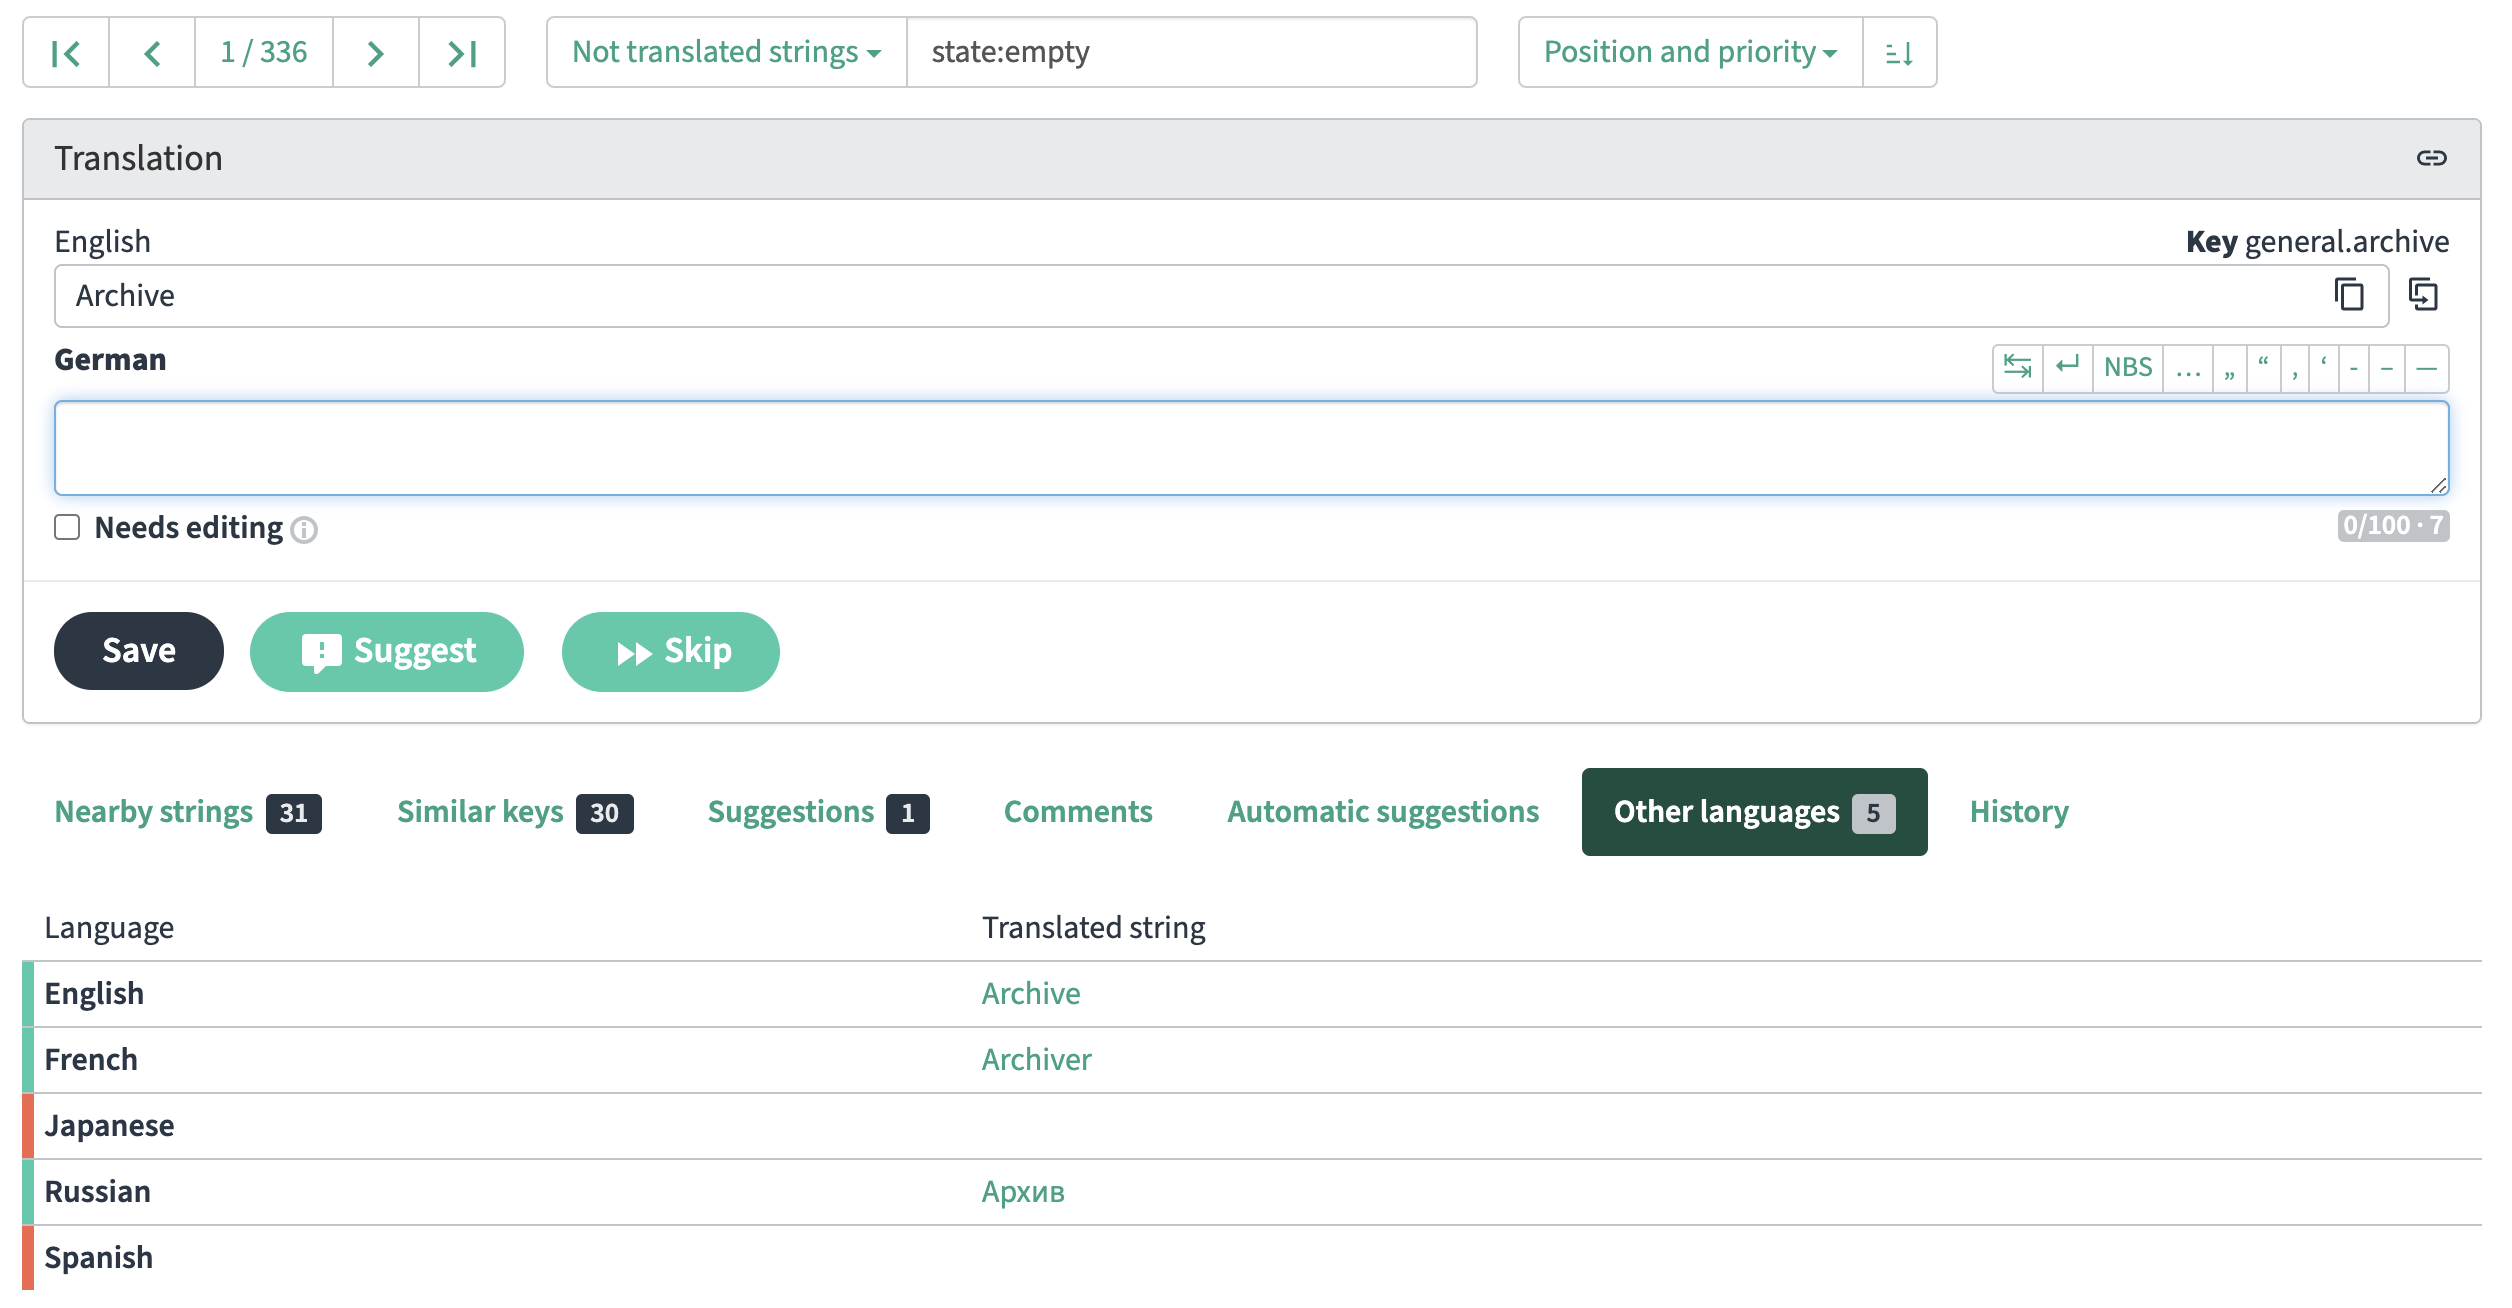 1 / 336
Not translated strings
state:empty
Position and priority
Translation
English
Key general.archive
Archive
German
NBS … „ “ ‚ ‘ - – —
Needs editing
0/100 · 7
Save
Suggest
Skip
Nearby strings 31
Similar keys 30
Suggestions 1
Comments
Automatic suggestions
Other languages 5
History
Language
Translated string
English
Archive
French
Archiver
Japanese
Russian
Архив
Spanish